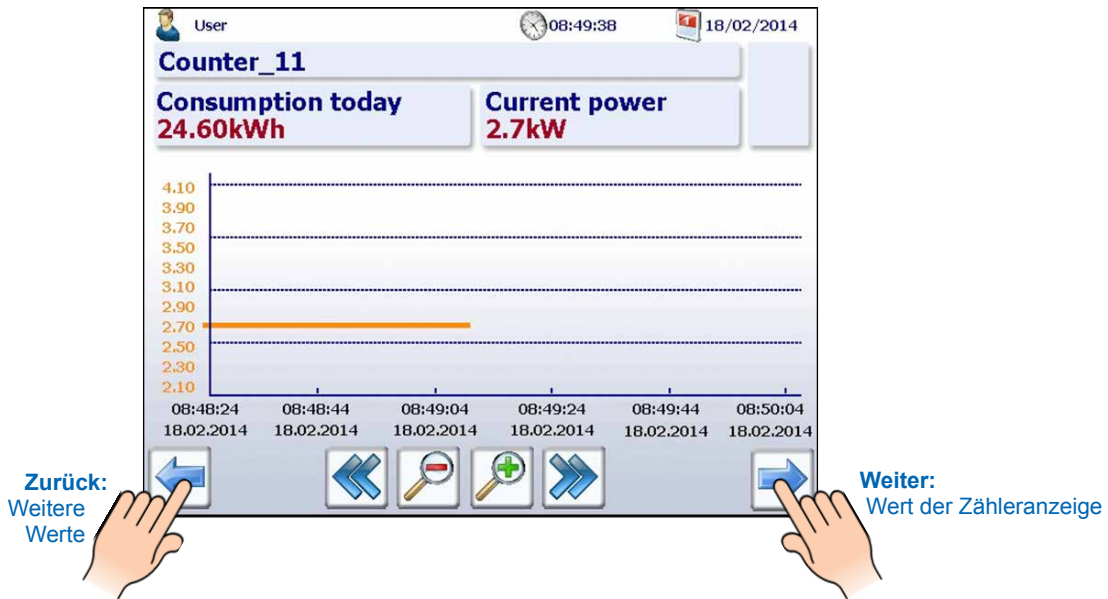 User 08:49:38 18/02/2014
Counter_11
Consumption today Current power
24.60kWh 2.7kW
4.10
3.90
3.70
3.50
3.30
3.10
2.90
2.70
2.50
2.30
2.10
08:48:24 08:48:44 08:49:04 08:49:24 08:49:44 08:50:04
18.02.2014 18.02.2014 18.02.2014 18.02.2014 18.02.2014 18.02.2014
Zurück:
Weitere
Werte
Weiter:
Wert der Zähleranzeige